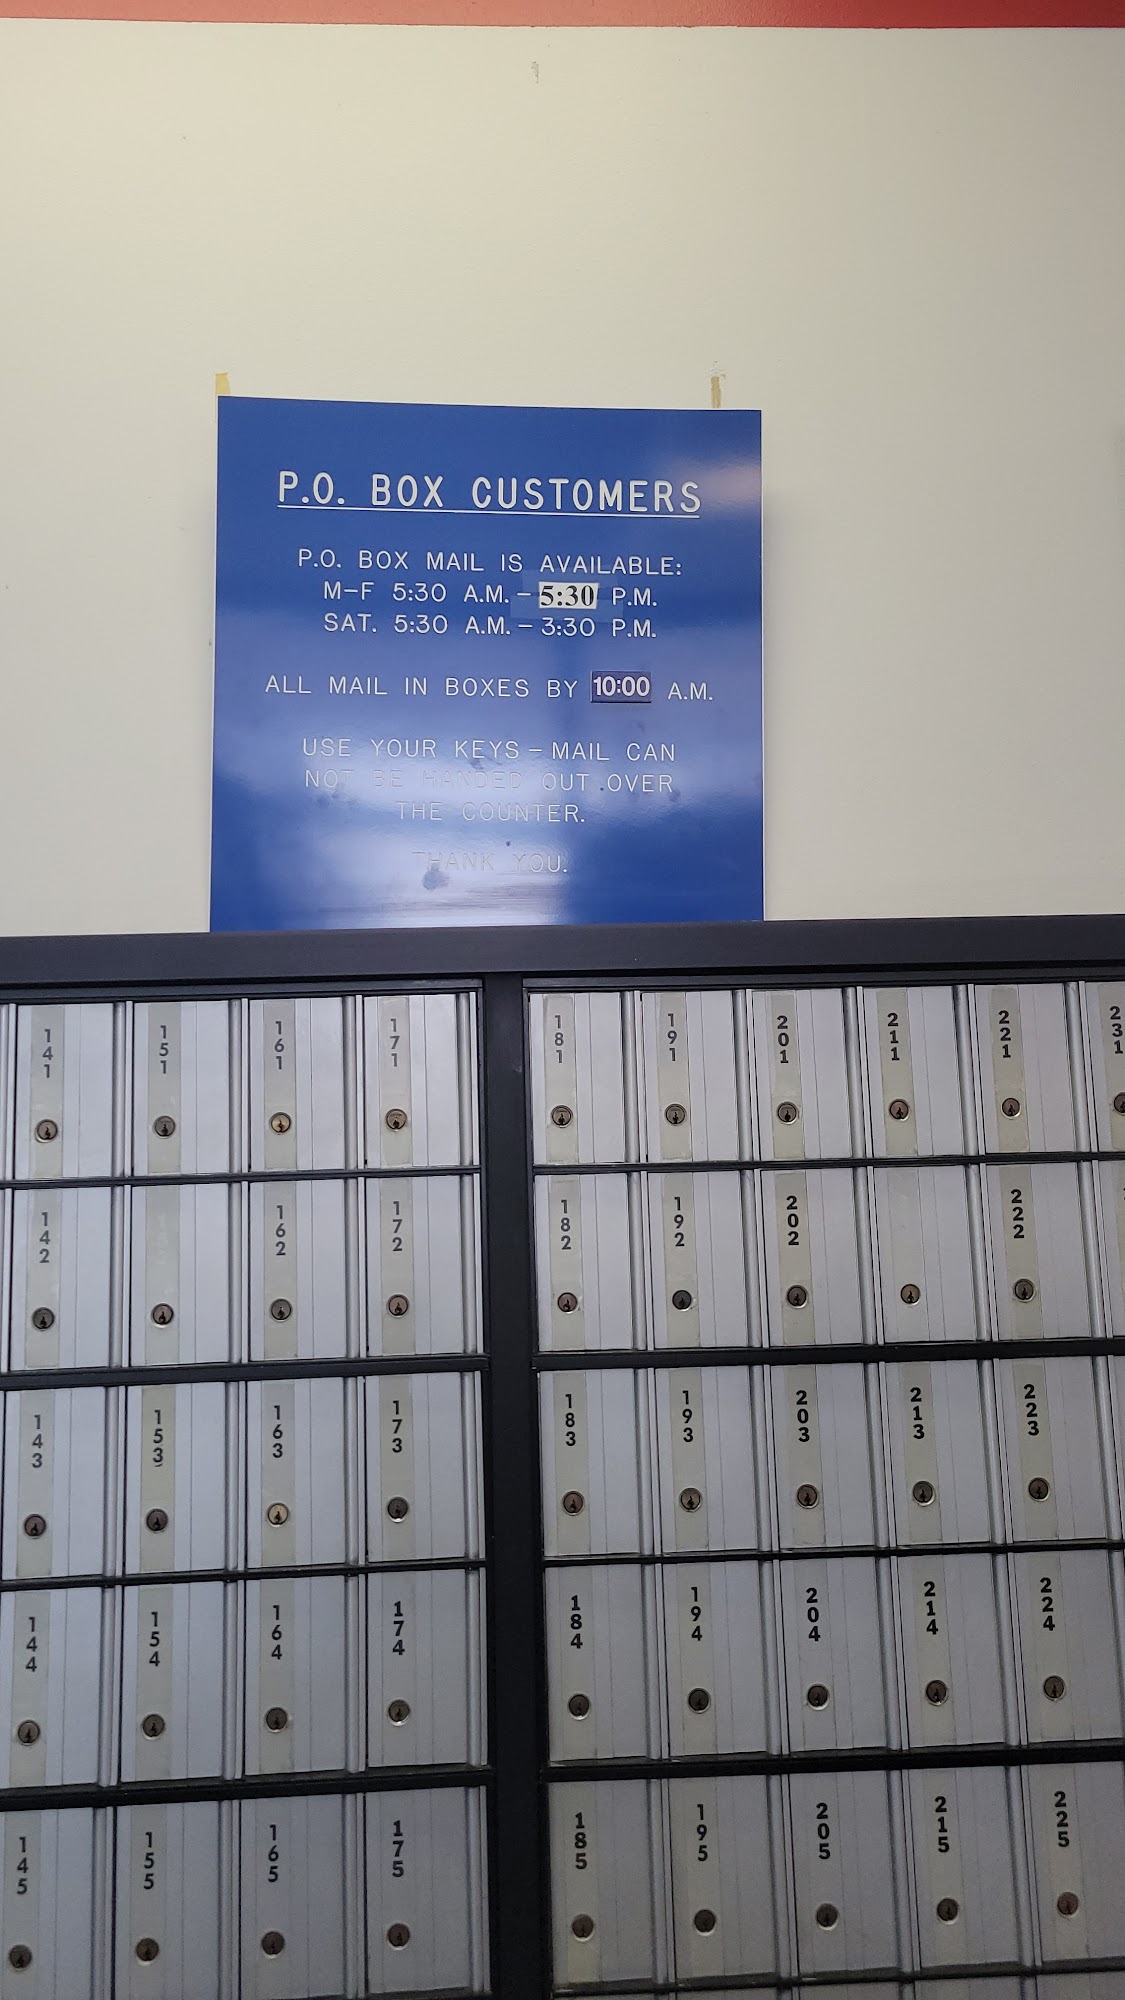 P.O. BOX CUSTOMERS
P.O. BOX MAIL IS AVAILABLE:
M-F 5:30 A.M. - 5:30 P.M.
SAT. 5:30 A.M. - 3:30 P.M.
ALL MAIL IN BOXES BY 10:00 A.M.
USE YOUR KEYS - MAIL CAN
NOT BE HANDED OUT OVER
THE COUNTER.
THANK YOU.
141 151 161 171 181 191 201 211 221 231
142 162 172 182 192 202 222
143 153 163 173 183 193 203 213 223
144 154 164 174 184 194 204 214 224
145 155 165 175 185 195 205 215 225